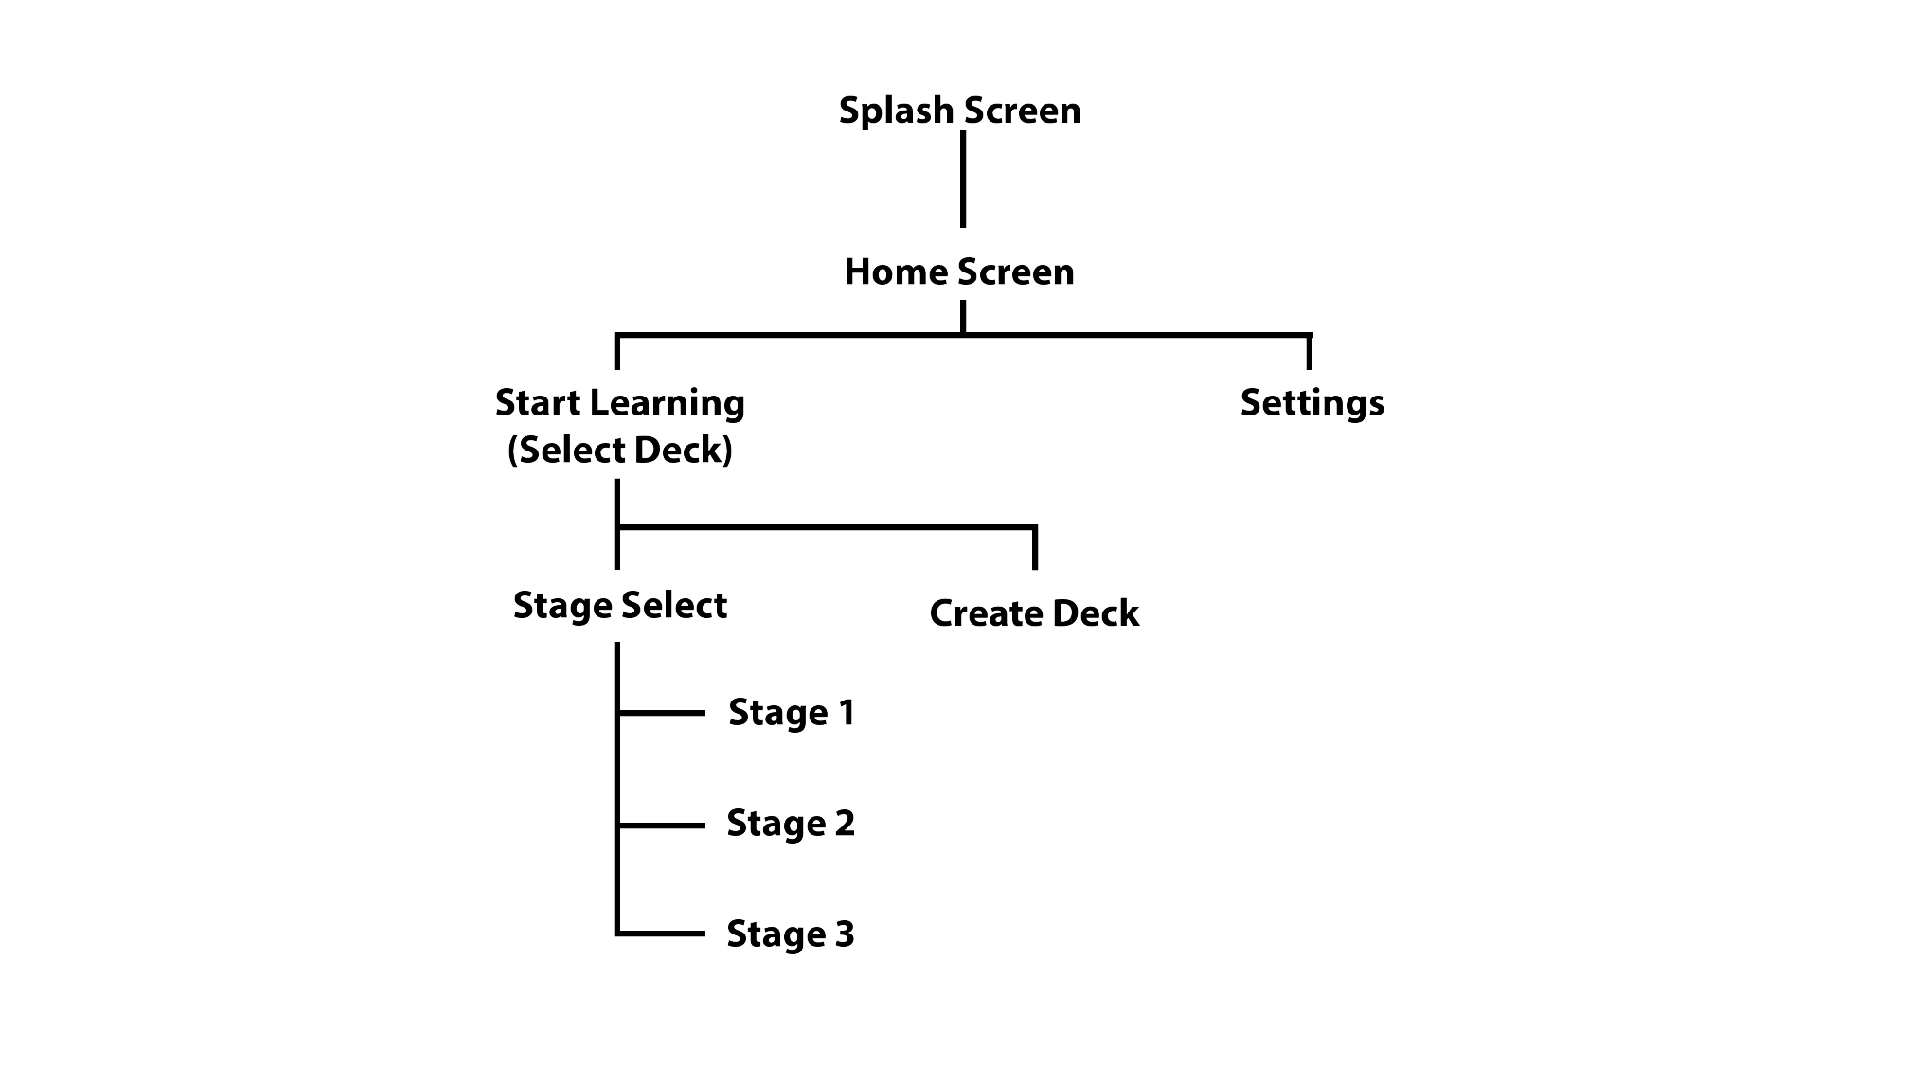 Splash Screen
Home Screen
Start Learning
(Select Deck)
Settings
Stage Select
Create Deck
Stage 1
Stage 2
Stage 3